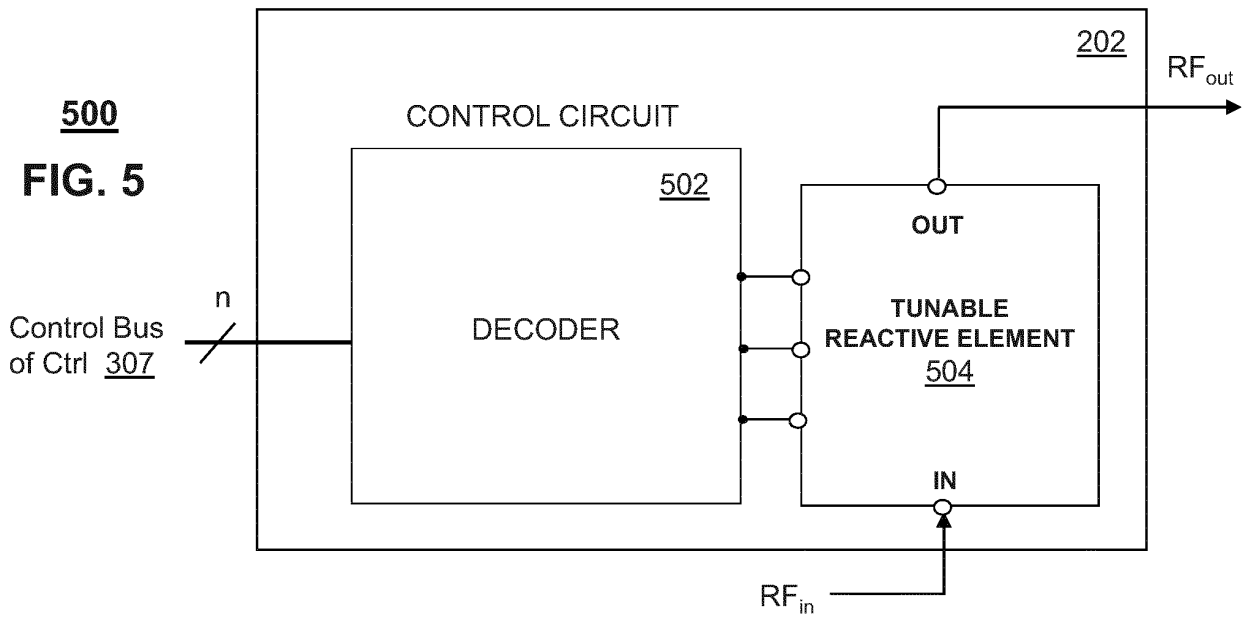 500
FIG. 5
n
Control Bus
of Ctrl 307
202
CONTROL CIRCUIT
502
DECODER
OUT
TUNABLE
REACTIVE ELEMENT
504
IN
RFout
RFin